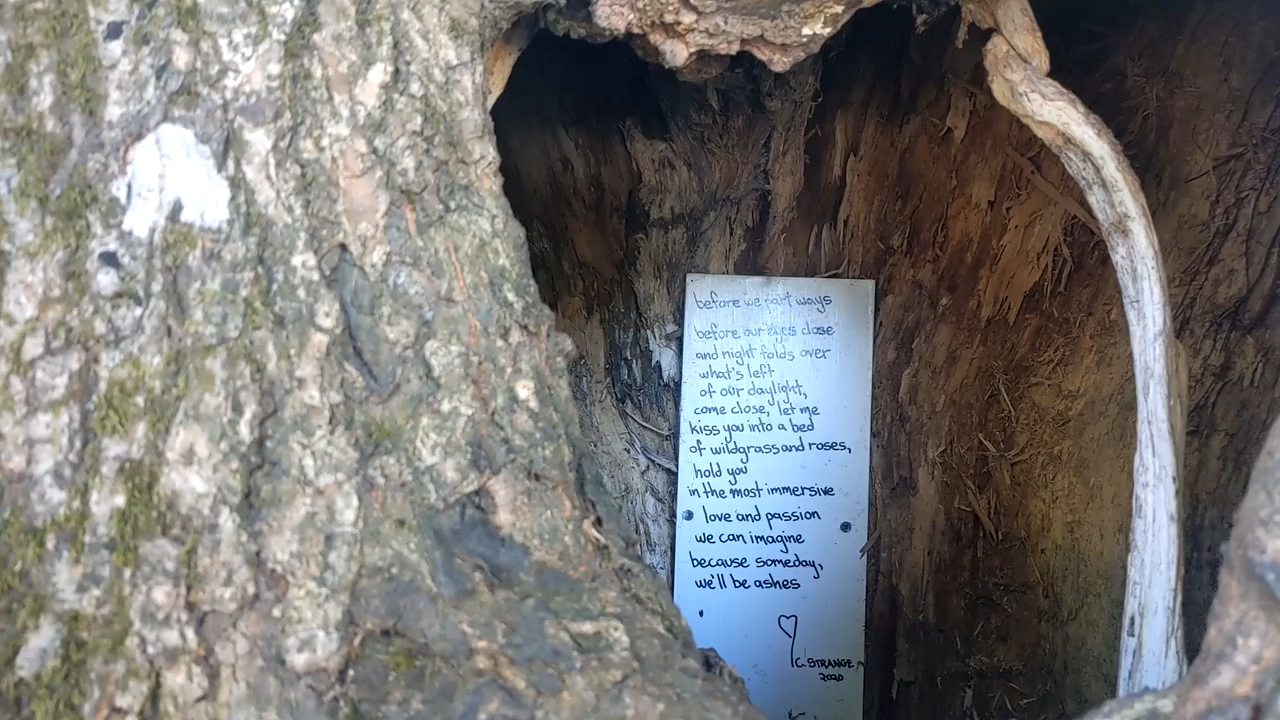 before we part ways
before our eyes close
and night folds over
what's left
of our daylight,
come close, let me
kiss you into a bed
of wildgrass and roses,
hold you
in the most immersive
love and passion
we can imagine
because someday,
we'll be ashes
C. STRANGE
2020